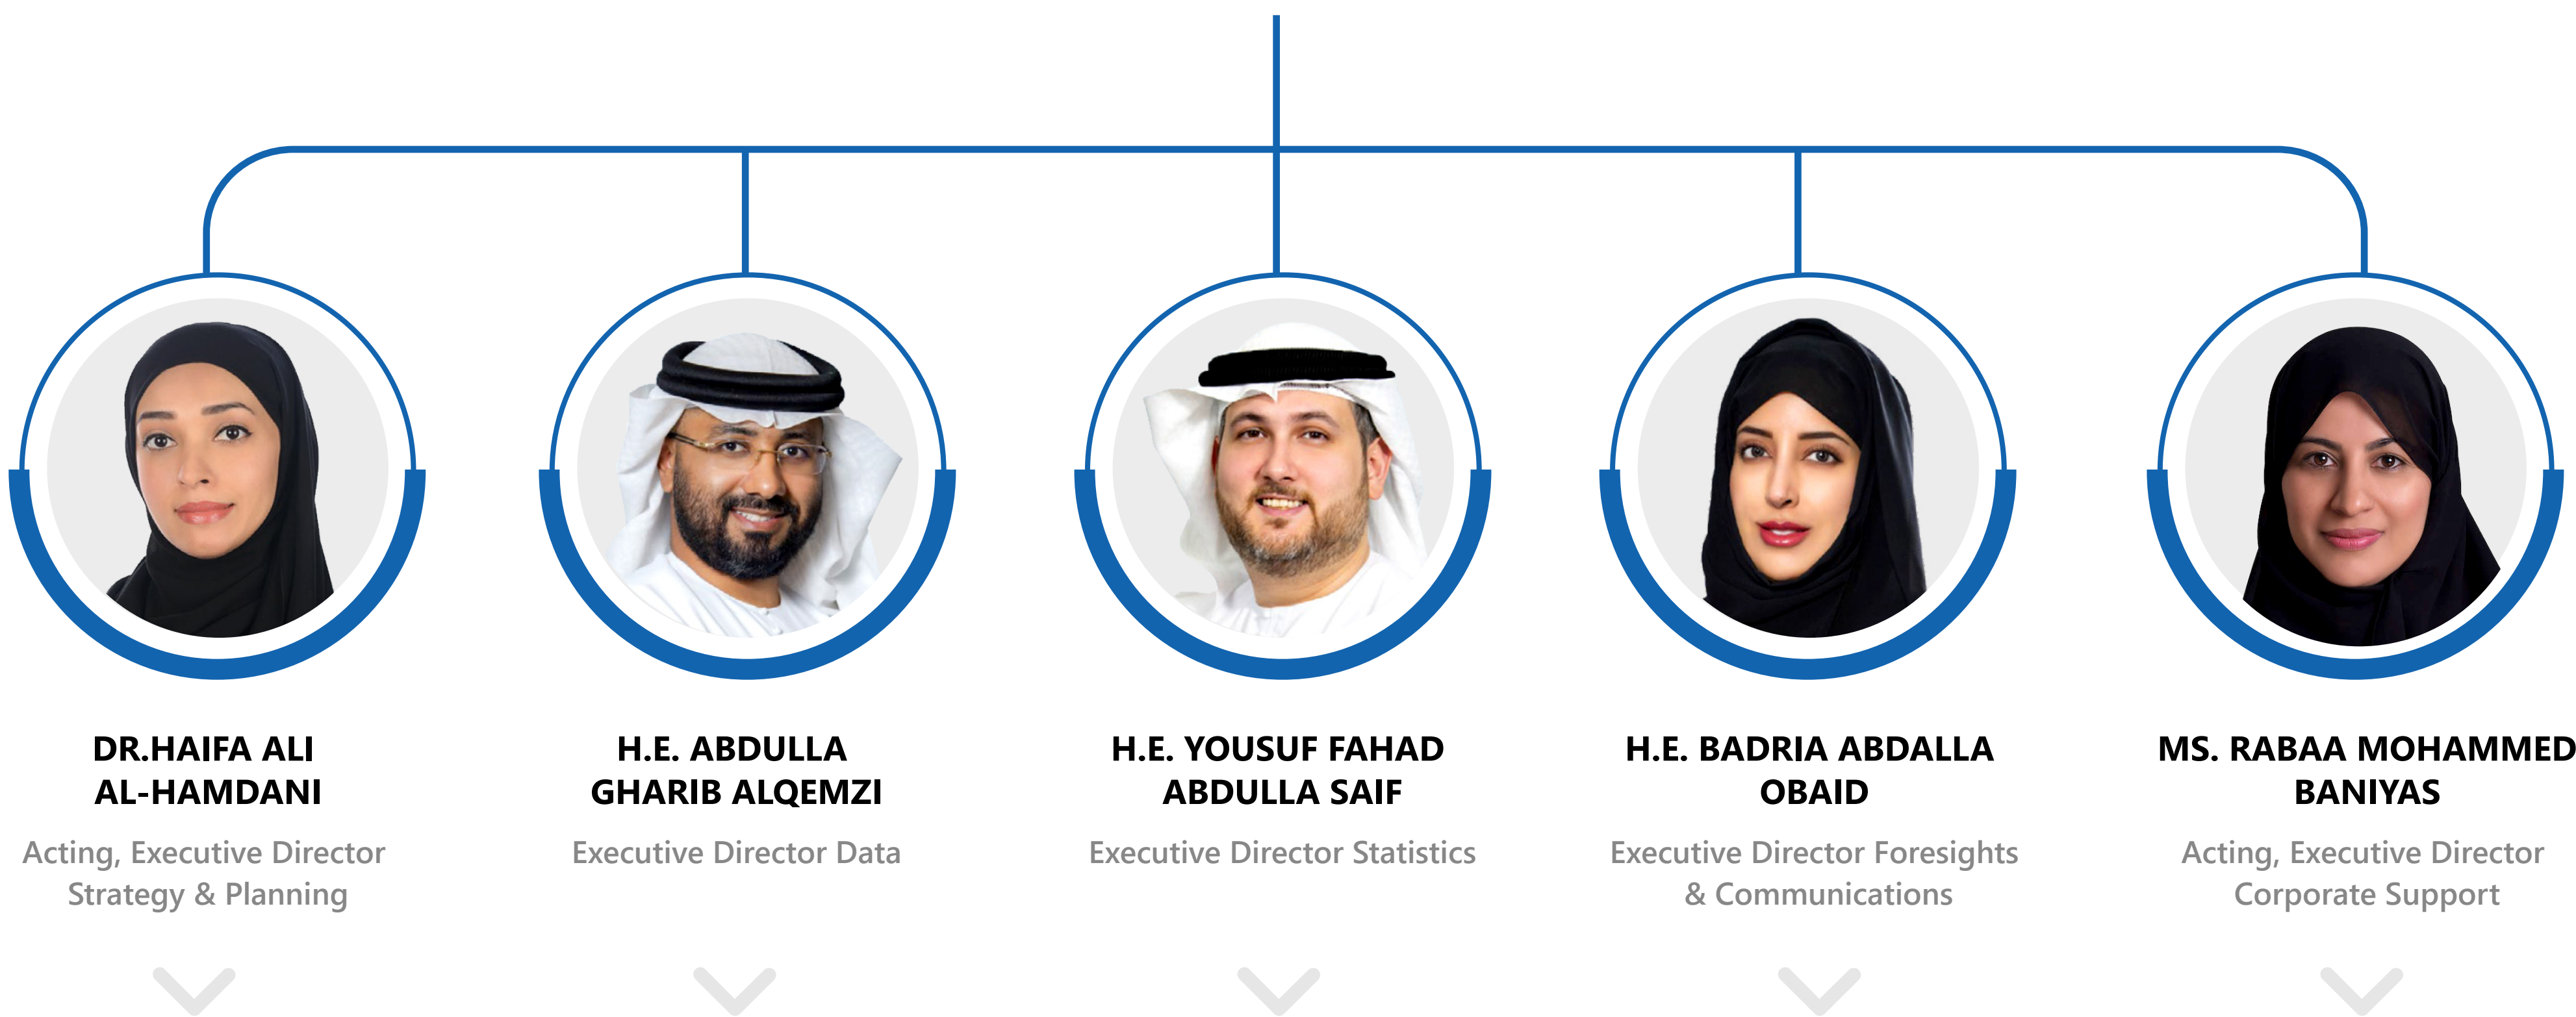 DR.HAIFA ALI
AL-HAMDANI
Acting, Executive Director
Strategy & Planning
H.E. ABDULLA
GHARIB ALQEMZI
Executive Director Data
H.E. YOUSUF FAHAD
ABDULLA SAIF
Executive Director Statistics
H.E. BADRIA ABDALLA
OBAID
Executive Director Foresights
& Communications
MS. RABAA MOHAMMED
BANIYAS
Acting, Executive Director
Corporate Support